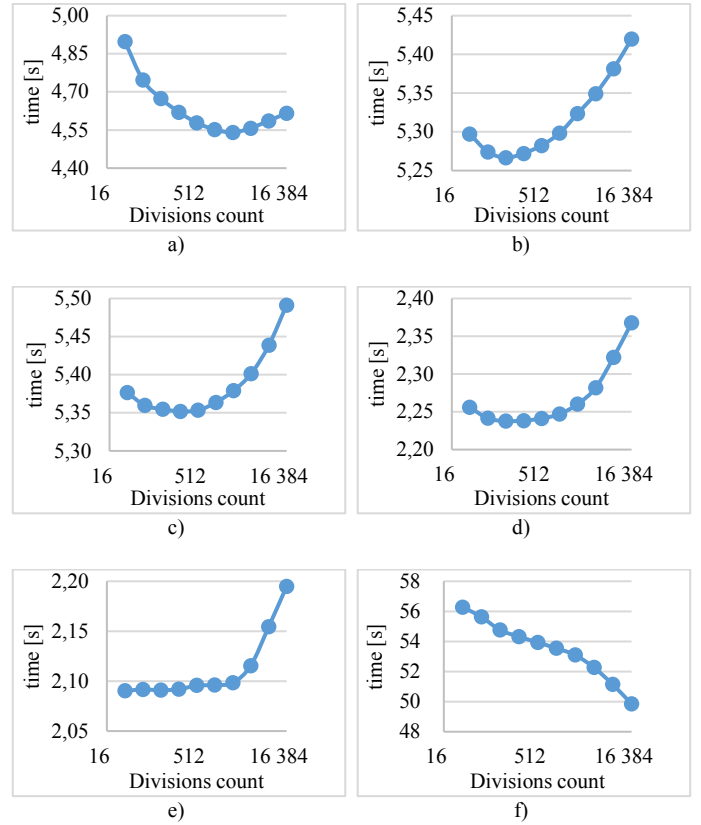 5,00
4,85
4,70
4,55
4,40
time [s]
16 512 16 384
Divisions count
a)
5,45
5,40
5,35
5,30
5,25
time [s]
16 512 16 384
Divisions count
b)
5,50
5,45
5,40
5,35
5,30
time [s]
16 512 16 384
Divisions count
c)
2,40
2,35
2,30
2,25
2,20
time [s]
16 512 16 384
Divisions count
d)
2,20
2,15
2,10
2,05
time [s]
16 512 16 384
Divisions count
e)
58
56
54
52
50
48
time [s]
16 512 16 384
Divisions count
f)